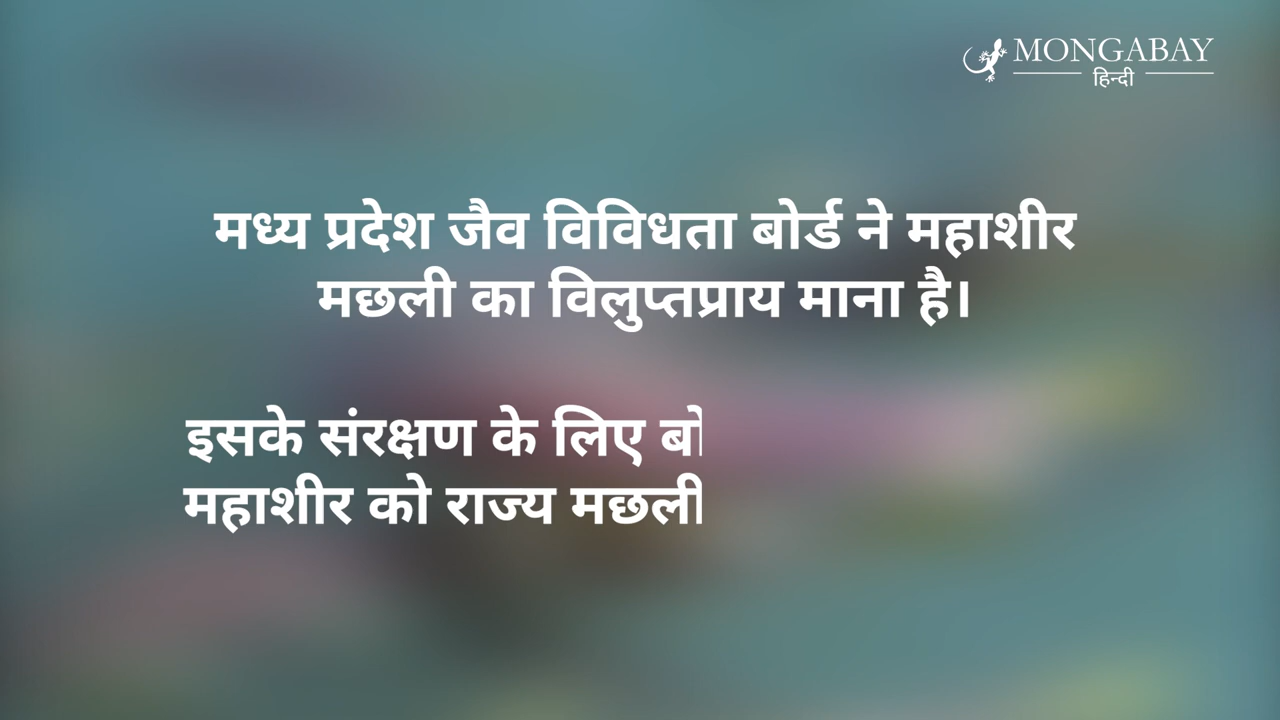 MONGABAY
हिन्दी
मध्य प्रदेश जैव विविधता बोर्ड ने महाशीर
मछली का विलुप्तप्राय माना है।
इसके संरक्षण के लिए
महाशीर को राज्य मछली